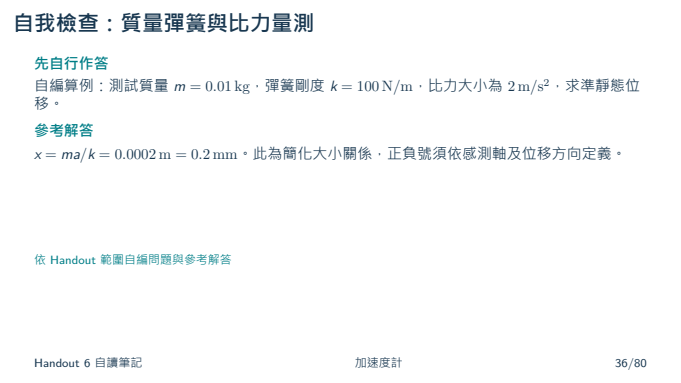 自我檢查：質量彈簧與比力量測
先自行作答
自編算例：測試質量 m = 0.01 kg，彈簧剛度 k = 100 N/m，比力大小為 2 m/s²，求準靜態位
移。
參考解答
x = ma/k = 0.0002 m = 0.2 mm。此為簡化大小關係，正負號須依感測軸及位移方向定義。
依 Handout 範圍自編問題與參考解答
Handout 6 自讀筆記
加速度計
36/80